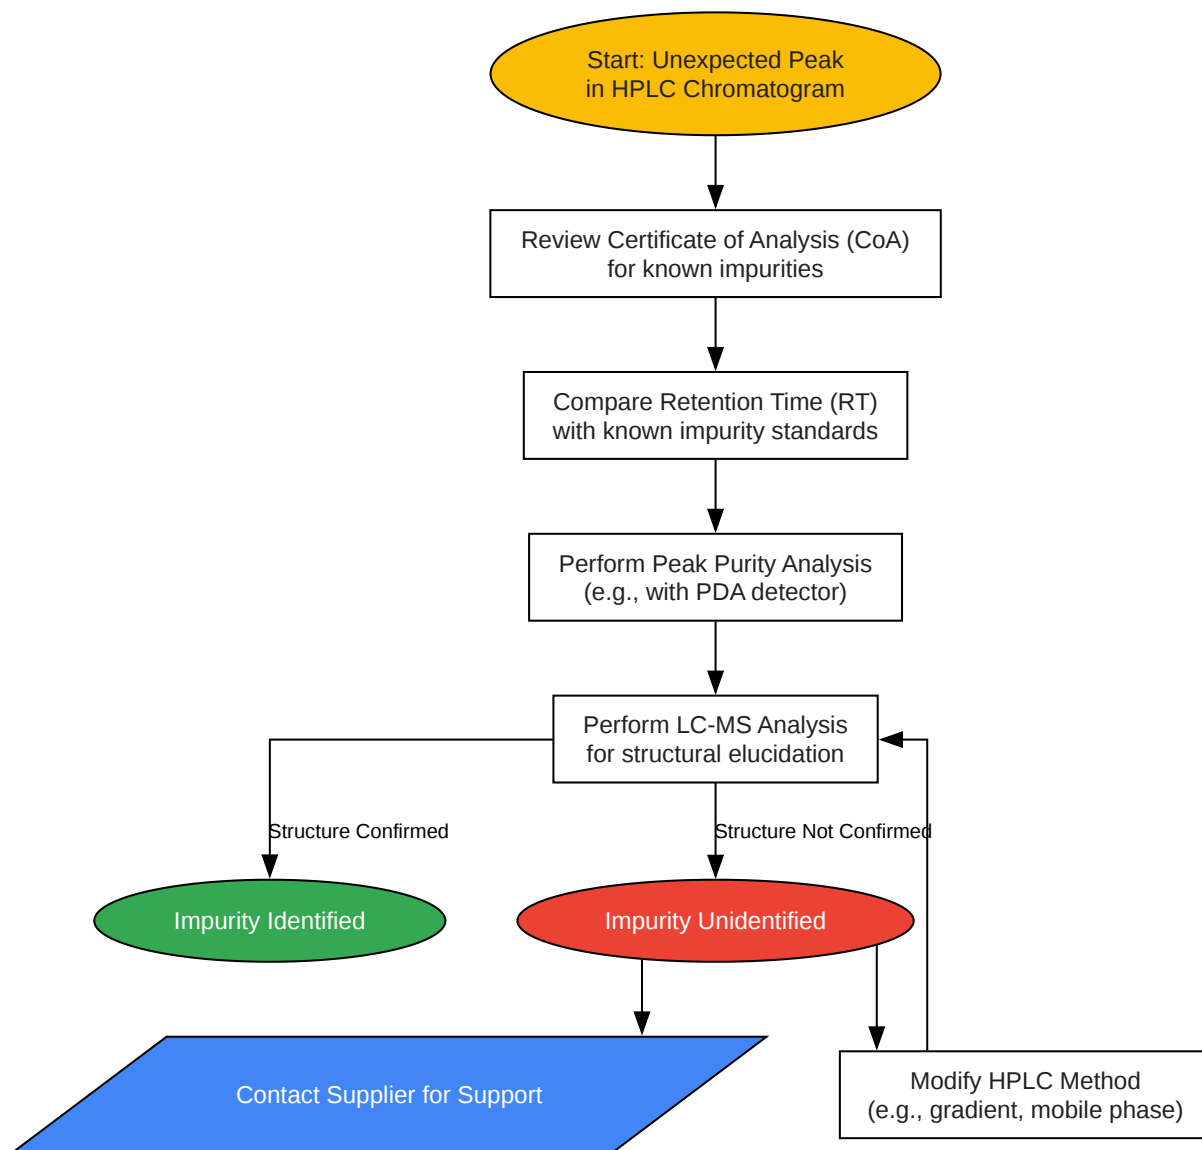 Start: Unexpected Peak
in HPLC Chromatogram
Review Certificate of Analysis (CoA)
for known impurities
Compare Retention Time (RT)
with known impurity standards
Perform Peak Purity Analysis
(e.g., with PDA detector)
Perform LC-MS Analysis
for structural elucidation
Structure Confirmed
Structure Not Confirmed
Impurity Identified
Impurity Unidentified
Contact Supplier for Support
Modify HPLC Method
(e.g., gradient, mobile phase)